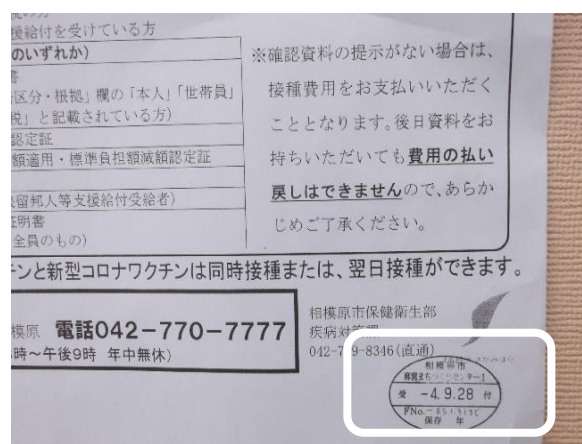 援給付を受けている方
のいずれか)
書
区分・根拠」欄の「本人」「世帯員」
税」と記載されている方)
認定証
額適用・標準負担額減額認定証
留邦人等支援給付受給者)
証明書
全員のもの)
※確認資料の提示がない場合は、
接種費用をお支払いいただく
こととなります。後日資料をお
持ちいただいても費用の払い
戻しはできませんので、あらか
じめご了承ください。
チンと新型コロナワクチンは同時接種または、翌日接種ができます。
模原 電話042-770-7777
時~午後9時 年中無休)
相模原市保健衛生部
疾病対策課
042-769-8346(直通)
相模原市
受 -4.9.28 付
FNo.
保存 年